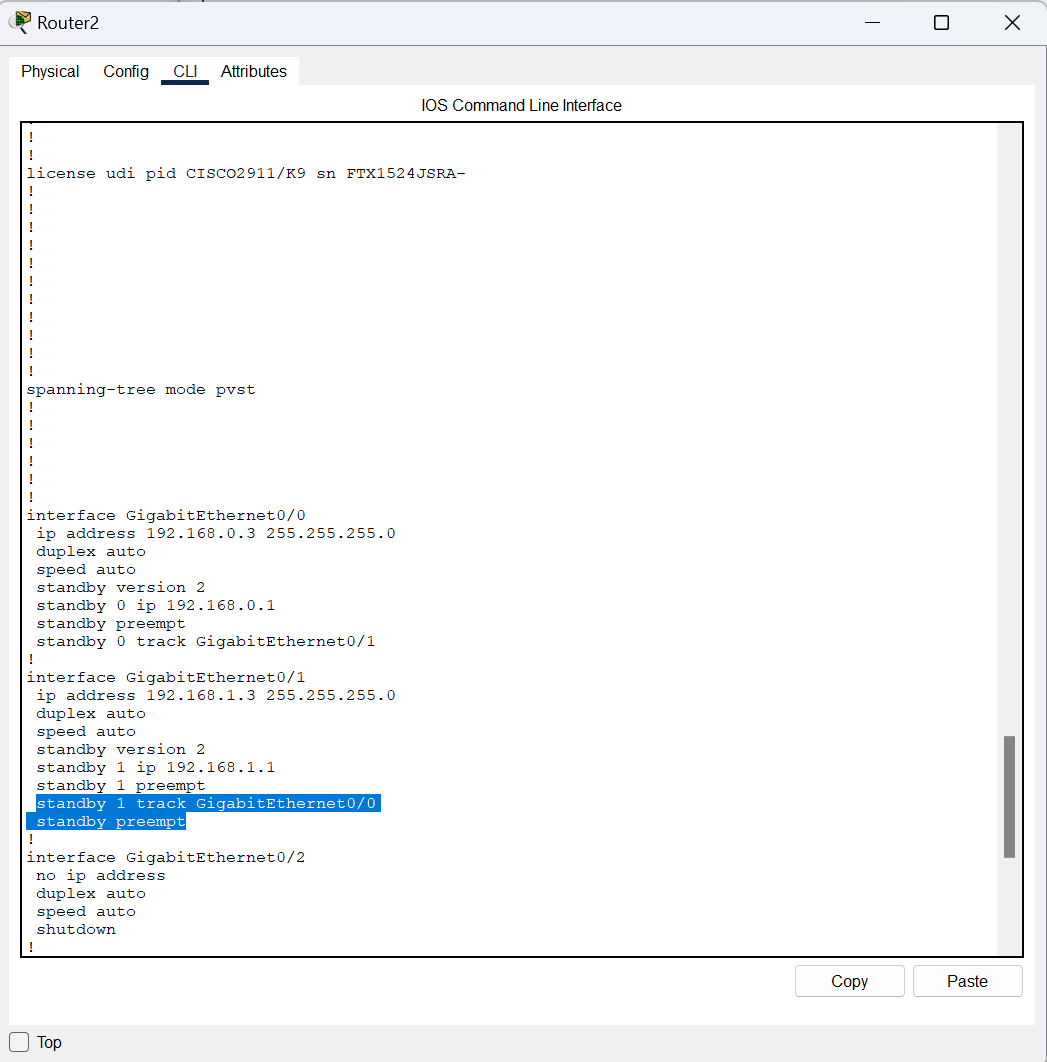 Router2
Physical Config CLI Attributes
IOS Command Line Interface
!
!
license udi pid CISCO2911/K9 sn FTX1524JSRA-
!
!
!
!
!
!
!
!
!
!
!
spanning-tree mode pvst
!
!
!
!
!
!
interface GigabitEthernet0/0
 ip address 192.168.0.3 255.255.255.0
 duplex auto
 speed auto
 standby version 2
 standby 0 ip 192.168.0.1
 standby preempt
 standby 0 track GigabitEthernet0/1
!
interface GigabitEthernet0/1
 ip address 192.168.1.3 255.255.255.0
 duplex auto
 speed auto
 standby version 2
 standby 1 ip 192.168.1.1
 standby 1 preempt
 standby 1 track GigabitEthernet0/0
 standby preempt
!
interface GigabitEthernet0/2
 no ip address
 duplex auto
 speed auto
 shutdown
!
Copy Paste
Top